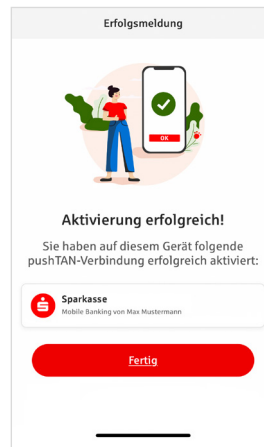 Erfolgsmeldung
OK
Aktivierung erfolgreich!
Sie haben auf diesem Gerät folgende
pushTAN-Verbindung erfolgreich aktiviert:
Sparkasse
Mobile Banking von Max Mustermann
Fertig